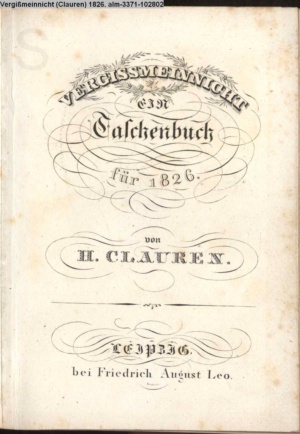 Vergißmeinnicht (Clauren) 1826. alm-3371-102802
VERGISSMEINNICHT
EIN
Taschenbuch
für 1826.
von
H. CLAUREN.
LEIPZIG.
bei Friedrich August Leo.